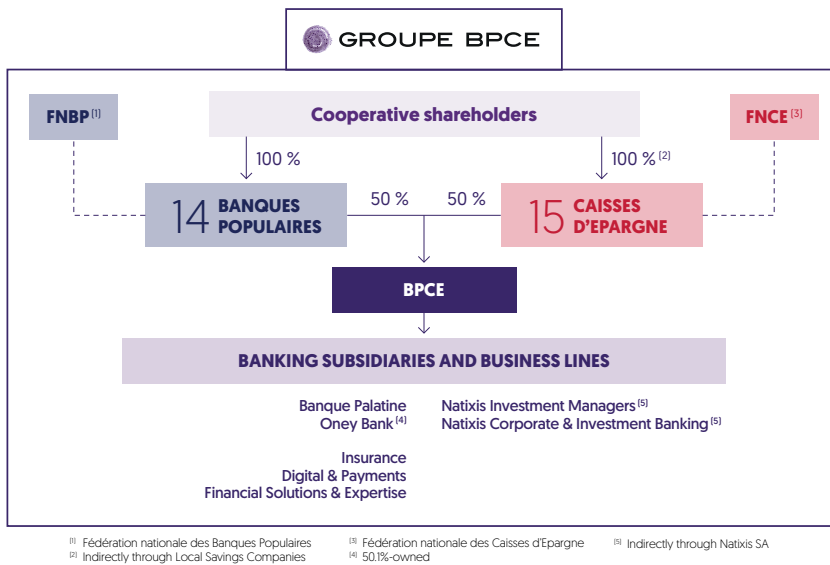 GROUPE BPCE
FNBP [1]
Cooperative shareholders
FNCE [3]
100 %
100 % [2]
14 BANQUES
POPULAIRES
50 %
50 %
15 CAISSES
D'EPARGNE
BPCE
BANKING SUBSIDIARIES AND BUSINESS LINES
Banque Palatine
Oney Bank [4]
Insurance
Digital & Payments
Financial Solutions & Expertise
Natixis Investment Managers [5]
Natixis Corporate & Investment Banking [5]
[1] Fédération nationale des Banques Populaires
[2] Indirectly through Local Savings Companies
[3] Fédération nationale des Caisses d'Epargne
[4] 50.1%-owned
[5] Indirectly through Natixis SA